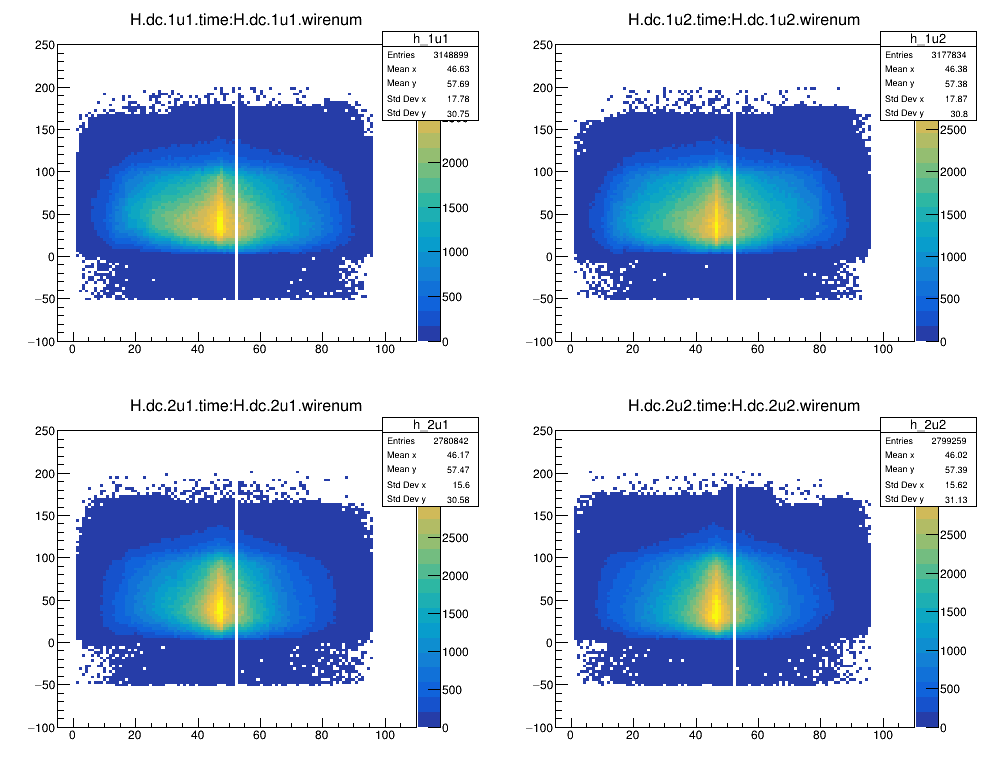 H.dc.1u1.time:H.dc.1u1.wirenum
h_1u1
Entries 3148899
Mean x 46.63
Mean y 57.69
Std Dev x 17.78
Std Dev y 30.75
250
200
150
100
50
0
−50
−100
0 20 40 60 80 100
2000
1500
1000
500
0
H.dc.1u2.time:H.dc.1u2.wirenum
h_1u2
Entries 3177834
Mean x 46.38
Mean y 57.38
Std Dev x 17.87
Std Dev y 30.8
250
200
150
100
50
0
−50
−100
0 20 40 60 80 100
2500
2000
1500
1000
500
0
H.dc.2u1.time:H.dc.2u1.wirenum
h_2u1
Entries 2780842
Mean x 46.17
Mean y 57.47
Std Dev x 15.6
Std Dev y 30.58
250
200
150
100
50
0
−50
−100
0 20 40 60 80 100
2500
2000
1500
1000
500
0
H.dc.2u2.time:H.dc.2u2.wirenum
h_2u2
Entries 2799259
Mean x 46.02
Mean y 57.39
Std Dev x 15.62
Std Dev y 31.13
250
200
150
100
50
0
−50
−100
0 20 40 60 80 100
2500
2000
1500
1000
500
0